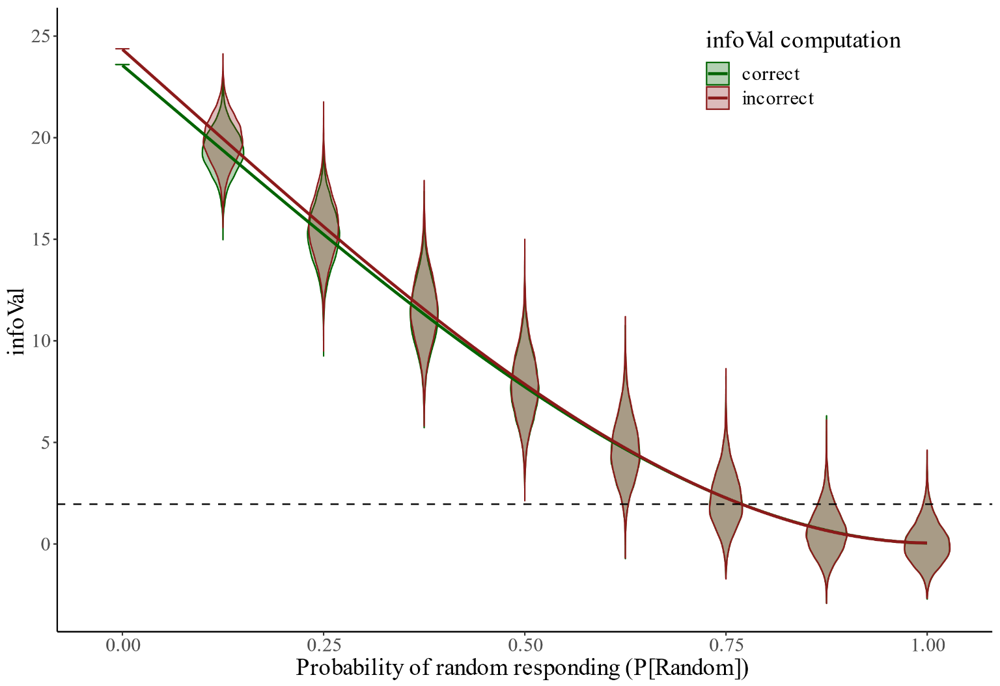 infoVal computation
correct
incorrect
infoVal
25
20
15
10
5
0
0.00 0.25 0.50 0.75 1.00
Probability of random responding (P[Random])